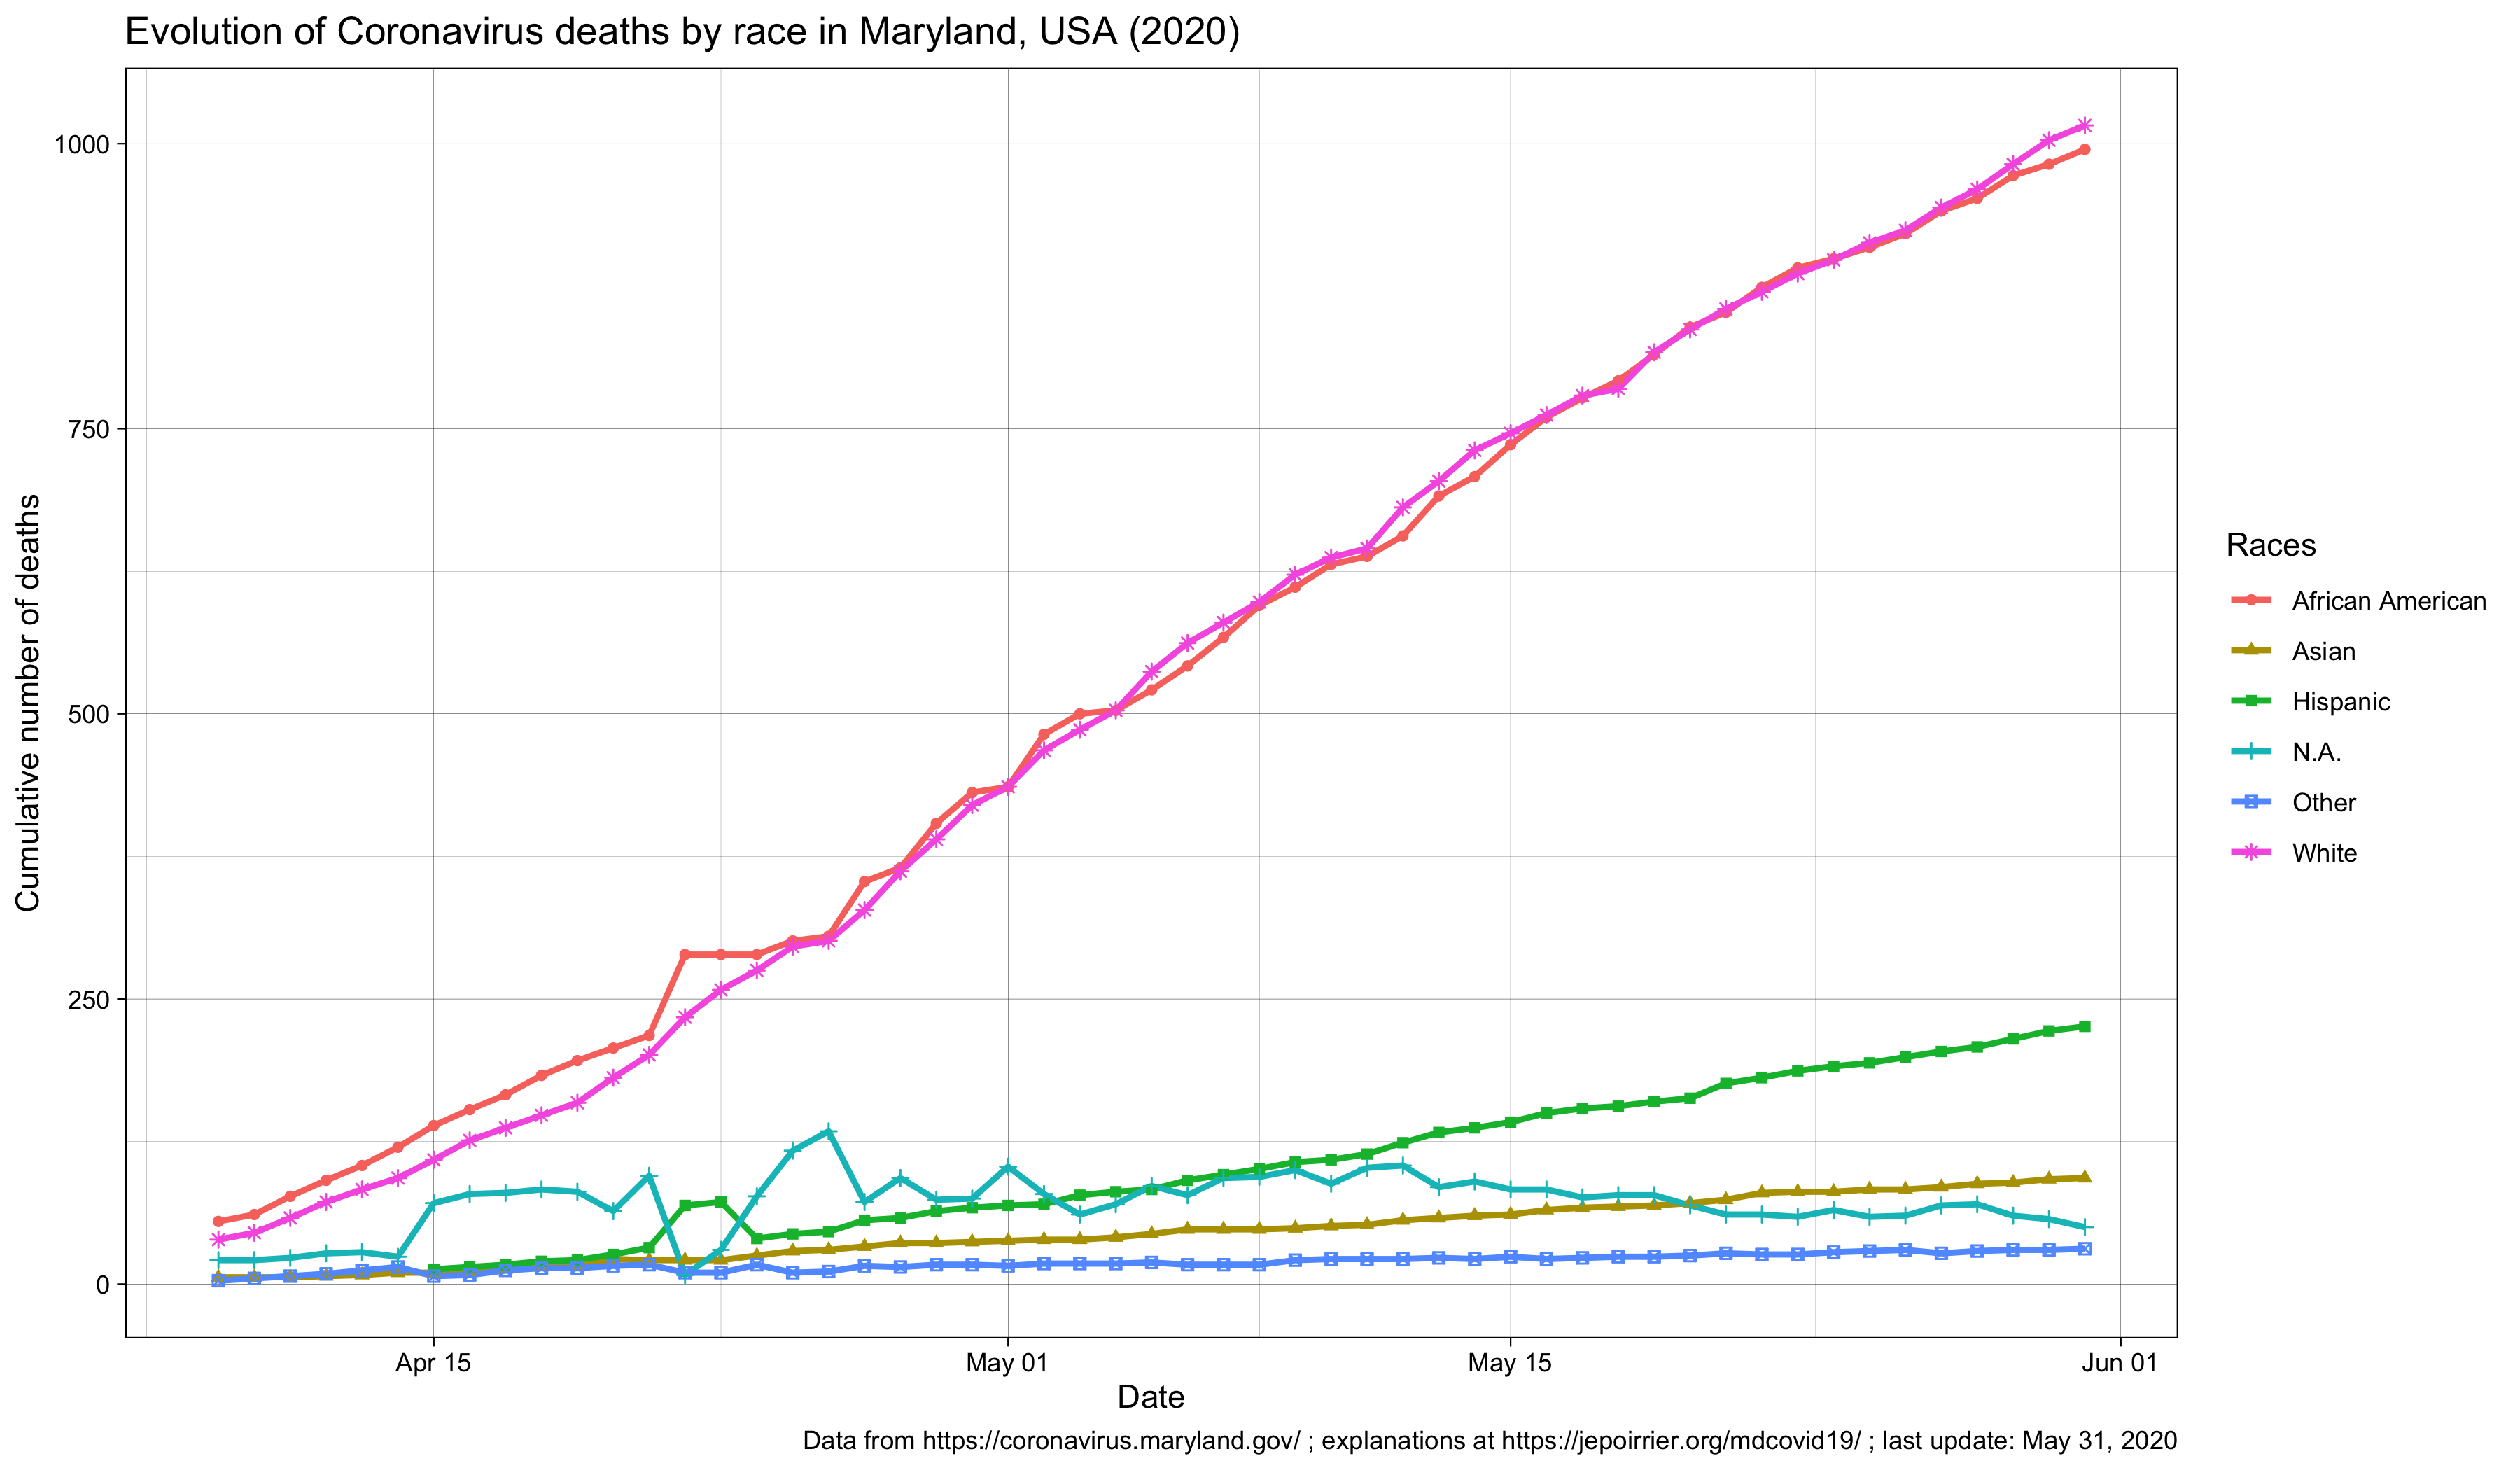 Evolution of Coronavirus deaths by race in Maryland, USA (2020)
1000
750
500
250
0
Cumulative number of deaths
Apr 15
May 01
May 15
Jun 01
Date
Races
African American
Asian
Hispanic
N.A.
Other
White
Data from https://coronavirus.maryland.gov/ ; explanations at https://jepoirrier.org/mdcovid19/ ; last update: May 31, 2020